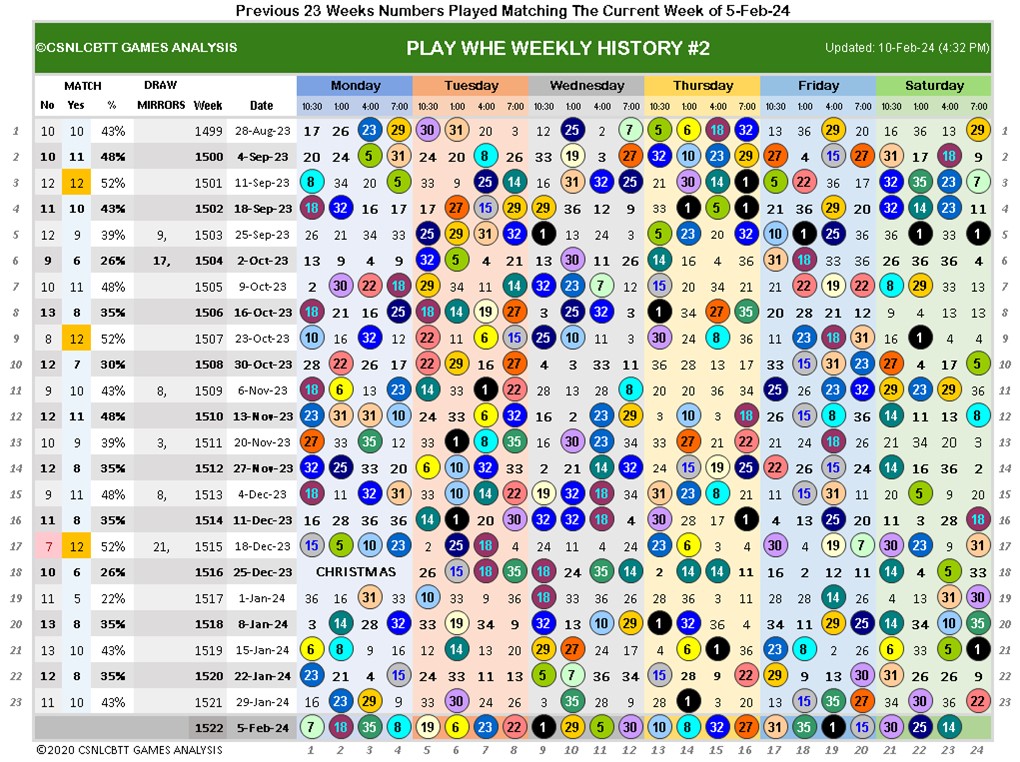 Previous 23 Weeks Numbers Played Matching The Current Week of 5-Feb-24
©CSNLCBTT GAMES ANALYSIS PLAY WHE WEEKLY HISTORY #2 Updated: 10-Feb-24 (4:32 PM)
MATCH DRAW Monday Tuesday Wednesday Thursday Friday Saturday
No Yes % MIRRORS Week Date 10:30 1:00 4:00 7:00 10:30 1:00 4:00 7:00 10:30 1:00 4:00 7:00 10:30 1:00 4:00 7:00 10:30 1:00 4:00 7:00 10:30 1:00 4:00 7:00
1 10 10 43% 1499 28-Aug-23 17 26 23 29 30 31 20 3 12 25 2 7 5 6 18 32 13 36 29 20 16 36 13 29 1
2 10 11 48% 1500 4-Sep-23 20 24 5 31 24 20 8 26 33 19 3 27 32 10 23 29 27 4 15 27 31 17 18 9 2
3 12 12 52% 1501 11-Sep-23 8 34 20 5 33 9 25 14 16 31 32 25 21 30 14 1 5 22 36 17 32 35 23 7 3
4 11 10 43% 1502 18-Sep-23 18 32 16 17 17 27 15 29 29 36 12 9 33 1 5 1 21 36 29 20 32 14 23 11 4
5 12 9 39% 9, 1503 25-Sep-23 26 21 34 33 25 29 31 32 1 13 24 3 5 23 20 32 10 1 25 36 36 1 33 1 5
6 9 6 26% 17, 1504 2-Oct-23 13 9 4 9 32 5 4 21 13 30 11 26 14 16 4 36 31 18 33 36 26 36 36 4 6
7 10 11 48% 1505 9-Oct-23 2 30 22 18 29 34 11 14 32 23 7 12 15 20 34 21 21 22 19 22 8 29 33 13 7
8 13 8 35% 1506 16-Oct-23 18 21 16 25 18 14 19 27 3 25 32 3 1 34 27 35 20 28 21 12 9 4 13 13 8
9 8 12 52% 1507 23-Oct-23 10 16 32 12 22 11 6 15 25 10 11 3 30 24 8 36 11 23 18 31 16 1 4 4 9
10 12 7 30% 1508 30-Oct-23 28 22 26 17 22 29 16 27 4 3 33 11 36 28 13 17 33 15 31 23 27 4 17 5 10
11 9 10 43% 8, 1509 6-Nov-23 18 6 13 23 14 33 1 22 13 28 12 8 33 34 2 11 25 26 23 32 29 23 29 36 11
12 12 11 48% 1510 13-Nov-23 23 31 31 10 24 33 6 32 16 2 23 29 3 10 3 18 26 15 8 36 14 11 13 8 12
13 10 9 39% 3, 1511 20-Nov-23 27 33 35 12 33 1 8 35 16 30 23 34 33 27 21 22 21 24 18 26 21 34 20 3 13
14 12 8 35% 1512 27-Nov-23 32 25 33 20 6 10 32 33 2 21 14 32 24 15 19 25 22 26 15 24 14 16 36 2 14
15 9 11 48% 8, 1513 4-Dec-23 18 11 32 31 33 10 14 22 19 32 18 34 31 23 8 21 11 15 31 11 20 5 9 20 15
16 11 8 35% 1514 11-Dec-23 16 28 36 36 14 1 20 30 32 32 18 4 30 28 17 1 4 13 25 20 11 3 28 18 16
17 7 12 52% 21, 1515 18-Dec-23 15 5 10 23 2 25 18 4 24 11 4 24 23 6 3 4 30 4 19 7 30 23 9 31 17
18 10 6 26% 1516 25-Dec-23 CHRISTMAS 26 15 18 35 18 24 35 14 2 14 14 11 16 2 12 11 14 4 5 33 18
19 11 5 22% 1517 1-Jan-24 36 16 31 33 10 33 9 36 18 33 36 36 28 36 3 11 28 28 14 26 4 13 31 30 19
20 13 8 35% 1518 8-Jan-24 3 14 28 32 33 19 34 9 32 13 10 29 1 32 36 4 34 11 29 25 14 34 10 35 20
21 13 10 43% 1519 15-Jan-24 6 8 9 16 12 14 13 20 29 27 24 17 4 6 1 36 23 8 2 26 33 36 5 1 21
22 12 8 35% 1520 22-Jan-24 23 21 4 15 24 33 11 13 5 7 36 34 15 28 9 22 29 9 13 30 31 26 26 9 22
23 11 10 43% 1521 29-Jan-24 16 23 29 9 33 30 24 24 3 35 28 28 34 1 3 20 13 15 35 27 34 30 36 22 23
1522 5-Feb-24 7 18 35 8 19 6 23 22 1 29 5 30 10 8 32 27 31 35 1 15 30 25 14
©2020 CSNLCBTT GAMES ANALYSIS 1 2 3 4 5 6 7 8 9 10 11 12 13 14 15 16 17 18 19 20 21 22 23 24